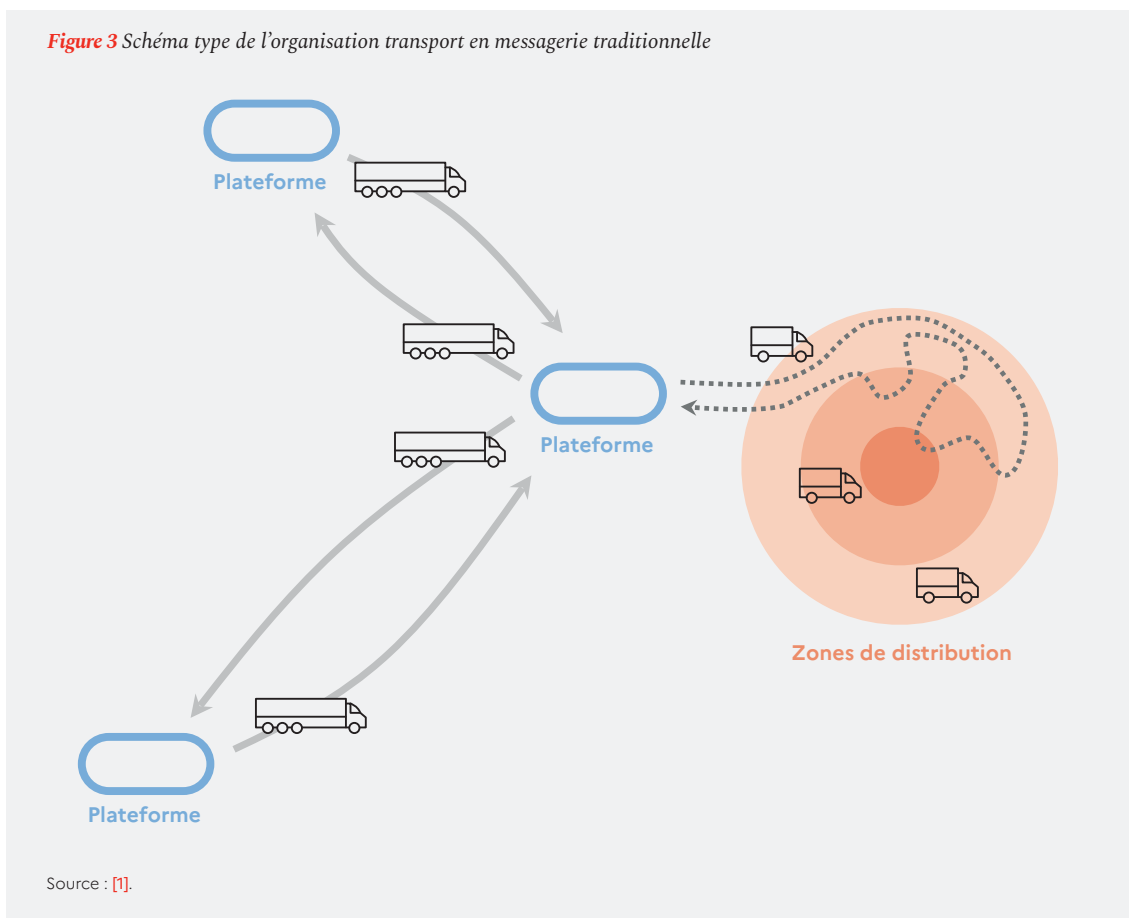 Figure 3 Schéma type de l’organisation transport en messagerie traditionnelle
Plateforme
Plateforme
Zones de distribution
Plateforme
Source : [1].